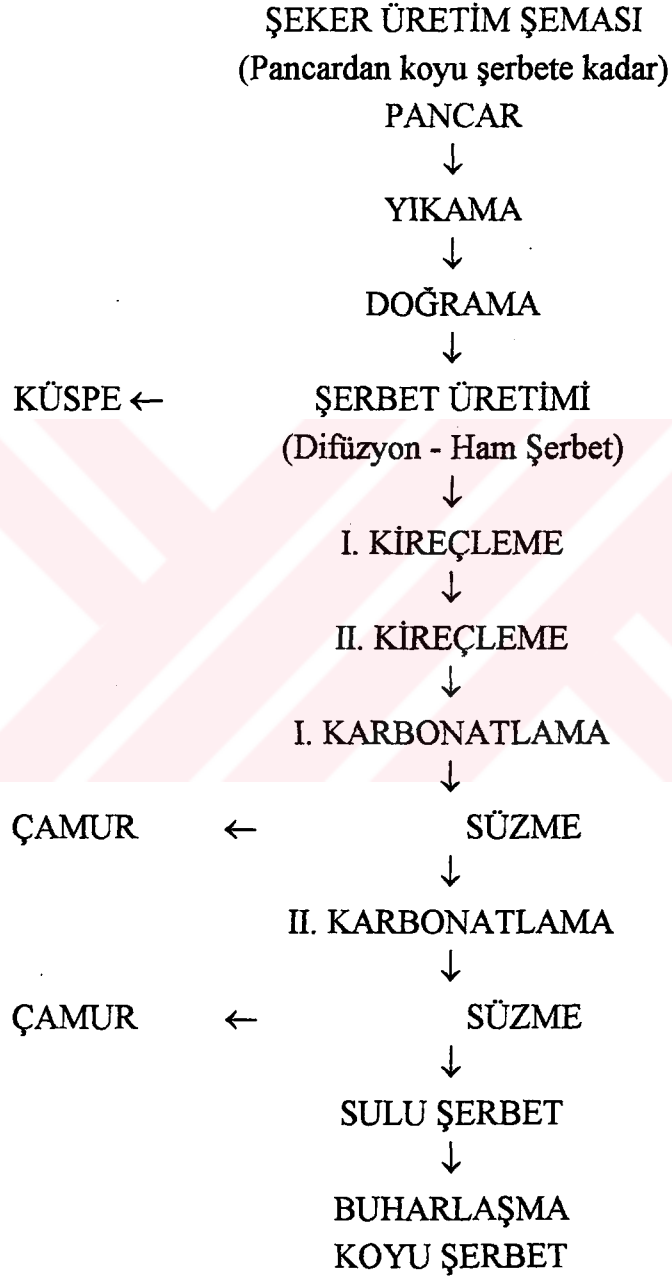 ŞEKER ÜRETİM ŞEMASI
(Pancardan koyu şerbete kadar)
PANCAR
↓
YIKAMA
↓
DOĞRAMA
↓
KÜSPE ← ŞERBET ÜRETİMİ
(Difüzyon - Ham Şerbet)
↓
I. KİREÇLEME
↓
II. KİREÇLEME
↓
I. KARBONATLAMA
↓
ÇAMUR ← SÜZME
↓
II. KARBONATLAMA
↓
ÇAMUR ← SÜZME
↓
SULU ŞERBET
↓
BUHARLAŞMA
KOYU ŞERBET